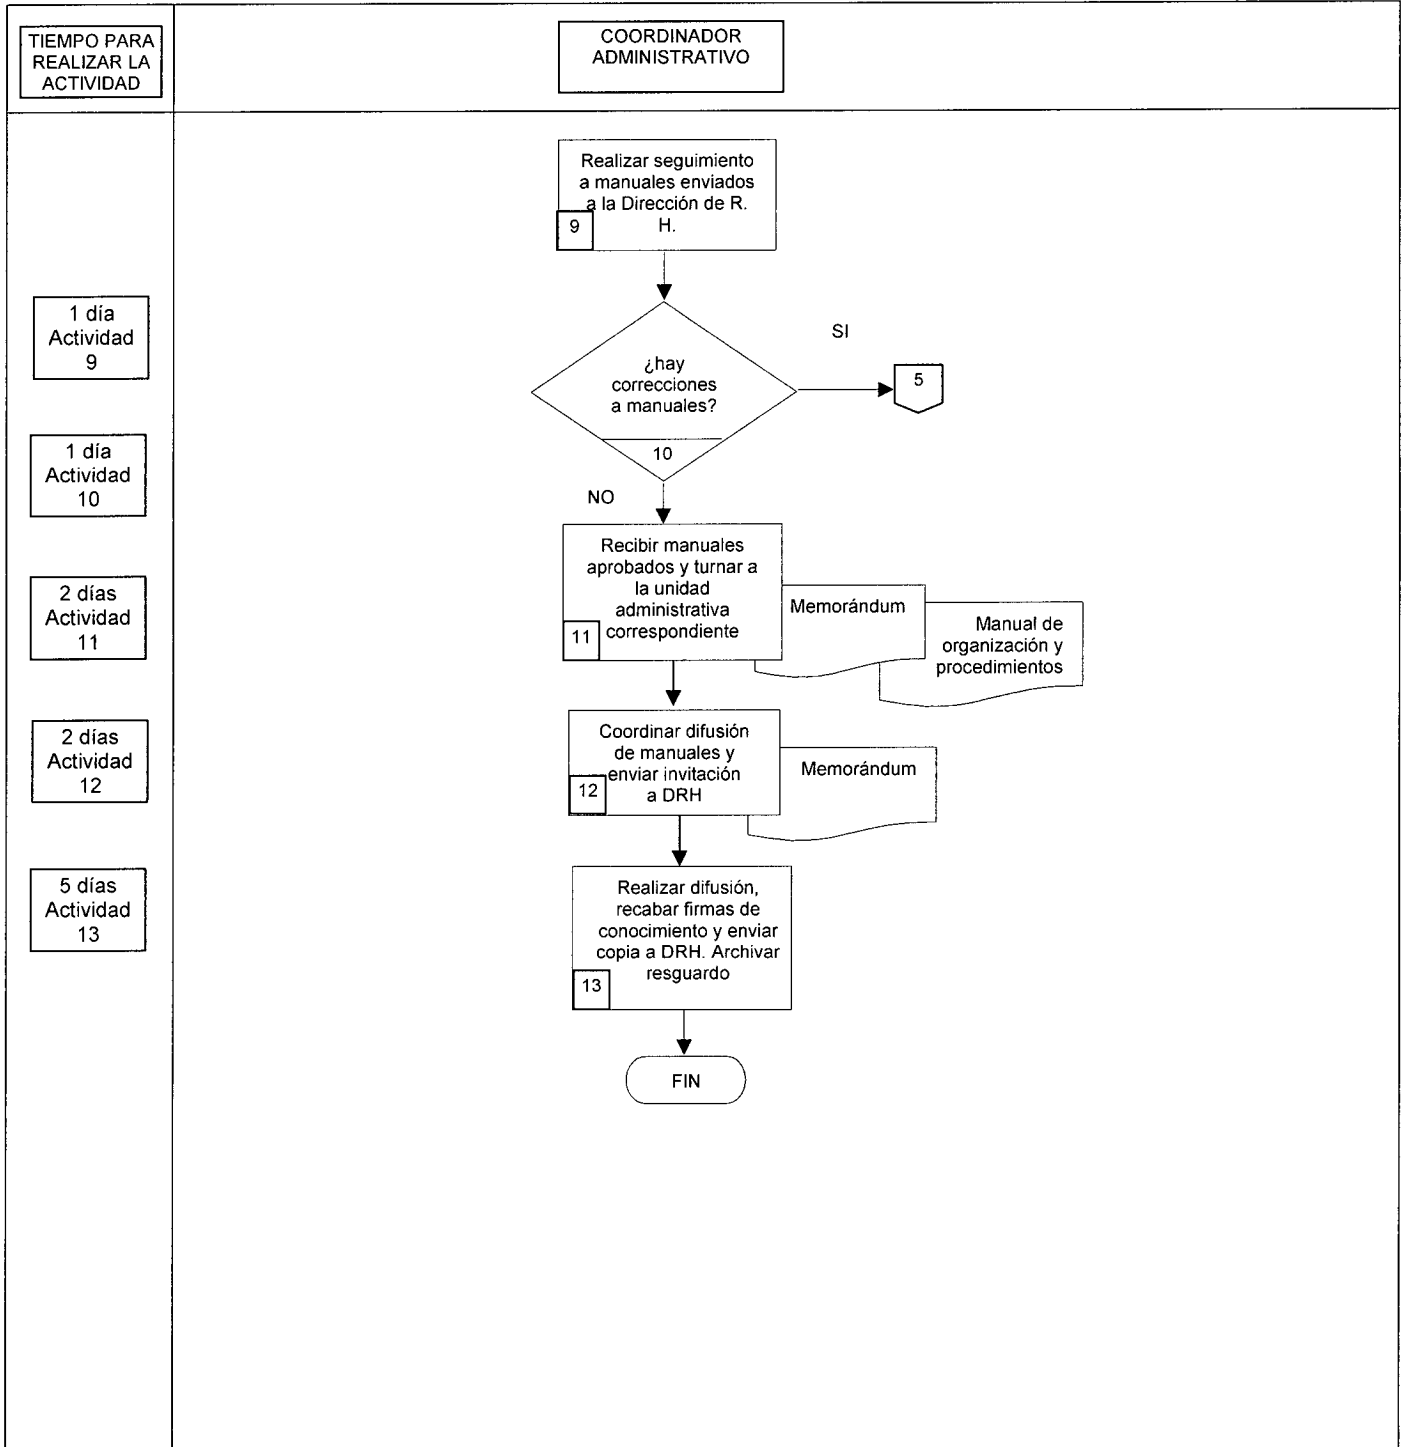 TIEMPO PARA
REALIZAR LA
ACTIVIDAD
COORDINADOR
ADMINISTRATIVO
Realizar seguimiento
a manuales enviados
a la Dirección de R.
H.
9
1 día
Actividad
9
¿hay
correcciones
a manuales?
10
SI
5
1 día
Actividad
10
NO
Recibir manuales
aprobados y turnar a
la unidad
administrativa
correspondiente
11
Memorándum
Manual de
organización y
procedimientos
2 días
Actividad
11
Coordinar difusión
de manuales y
enviar invitación
a DRH
12
Memorándum
2 días
Actividad
12
Realizar difusión,
recabar firmas de
conocimiento y enviar
copia a DRH. Archivar
resguardo
13
5 días
Actividad
13
FIN